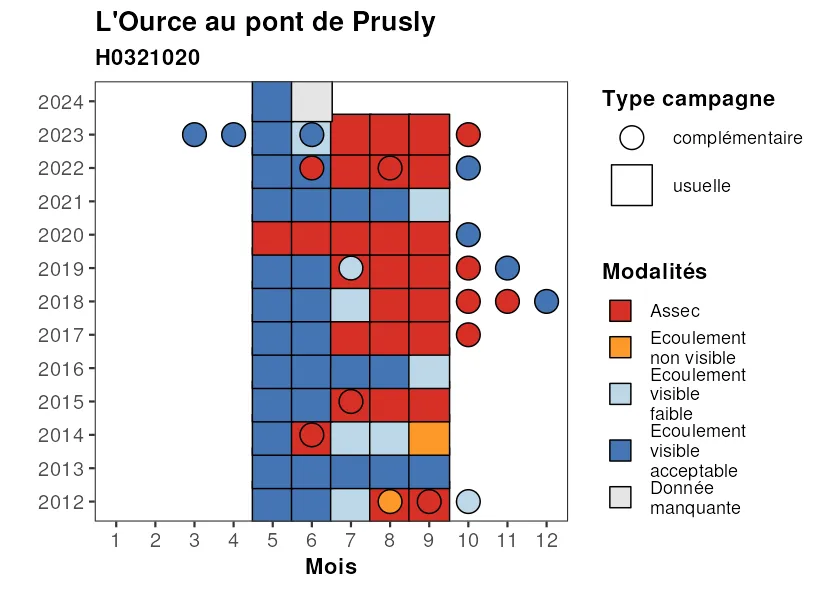 L'Ource au pont de Prusly
H0321020
2024
2023
2022
2021
2020
2019
2018
2017
2016
2015
2014
2013
2012
1 2 3 4 5 6 7 8 9 10 11 12
Mois
Type campagne
complémentaire
usuelle
Modalités
Assec
Ecoulement
non visible
Ecoulement
visible
faible
Ecoulement
visible
acceptable
Donnée
manquante